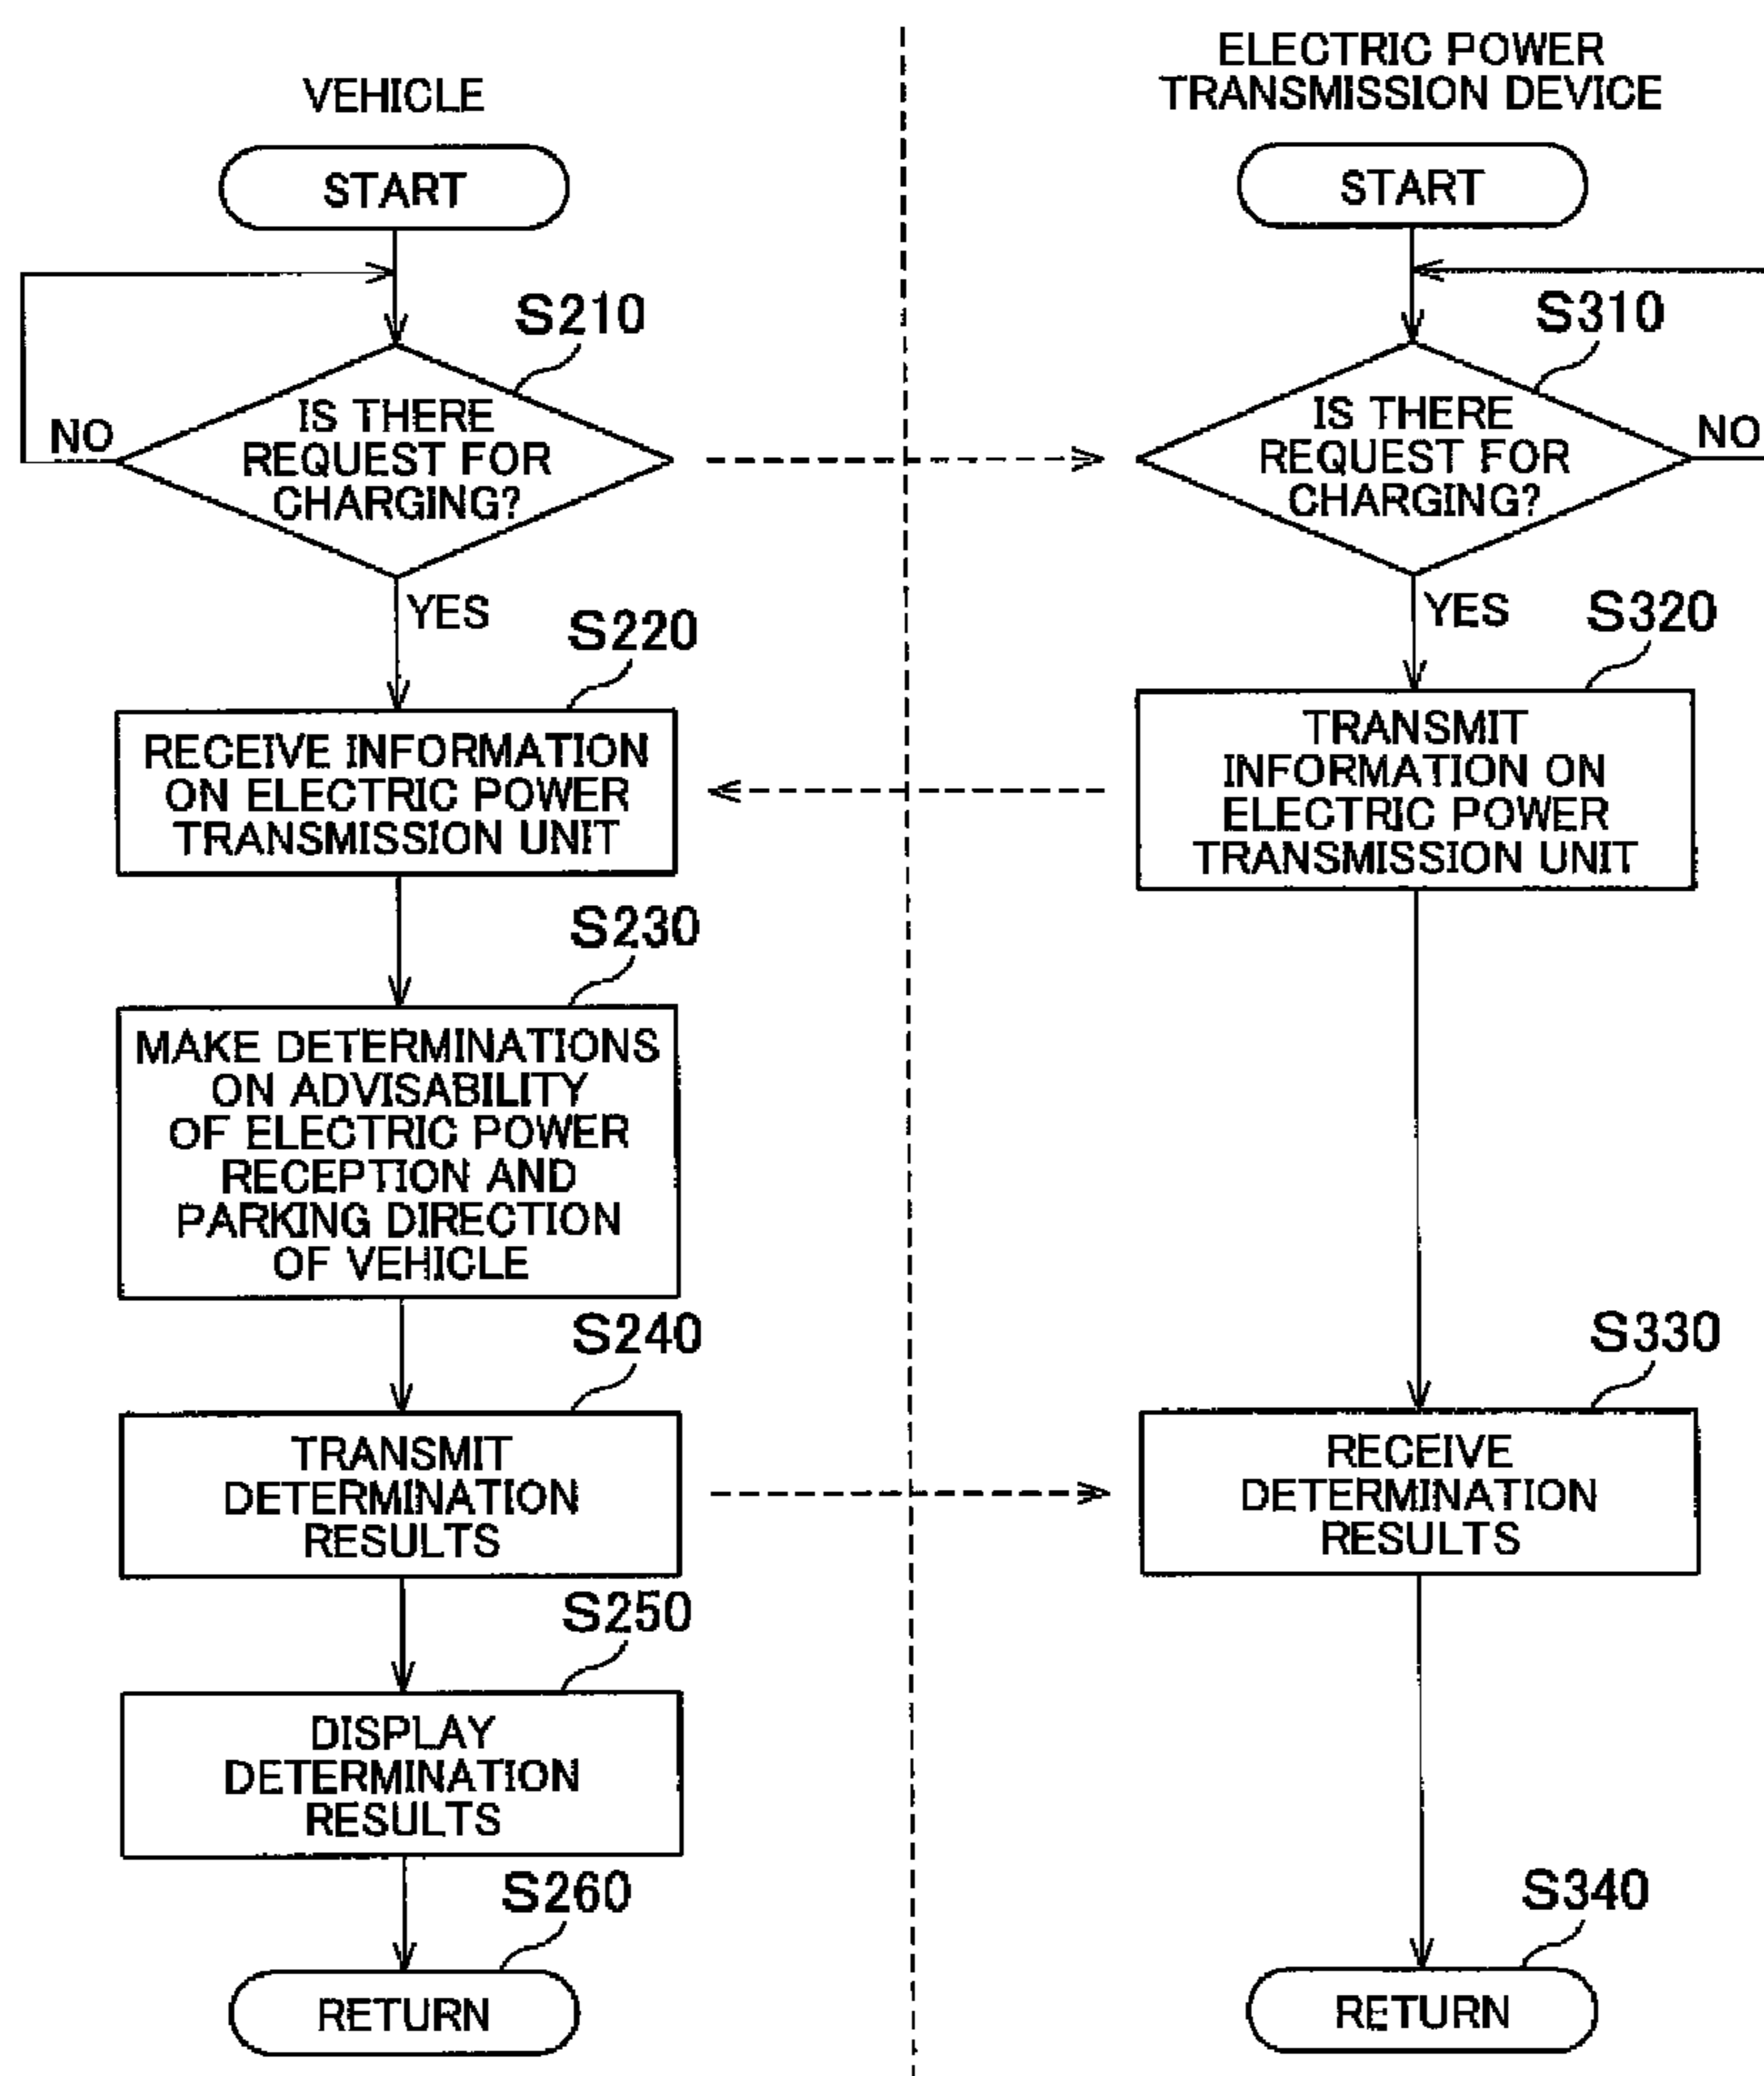 VEHICLE
START
S210
IS THERE
REQUEST FOR
CHARGING?
NO
YES
S220
RECEIVE INFORMATION
ON ELECTRIC POWER
TRANSMISSION UNIT
S230
MAKE DETERMINATIONS
ON ADVISABILITY
OF ELECTRIC POWER
RECEPTION AND
PARKING DIRECTION
OF VEHICLE
S240
TRANSMIT
DETERMINATION
RESULTS
S250
DISPLAY
DETERMINATION
RESULTS
S260
RETURN
ELECTRIC POWER
TRANSMISSION DEVICE
START
S310
IS THERE
REQUEST FOR
CHARGING?
NO
YES
S320
TRANSMIT
INFORMATION ON
ELECTRIC POWER
TRANSMISSION UNIT
S330
RECEIVE
DETERMINATION
RESULTS
S340
RETURN